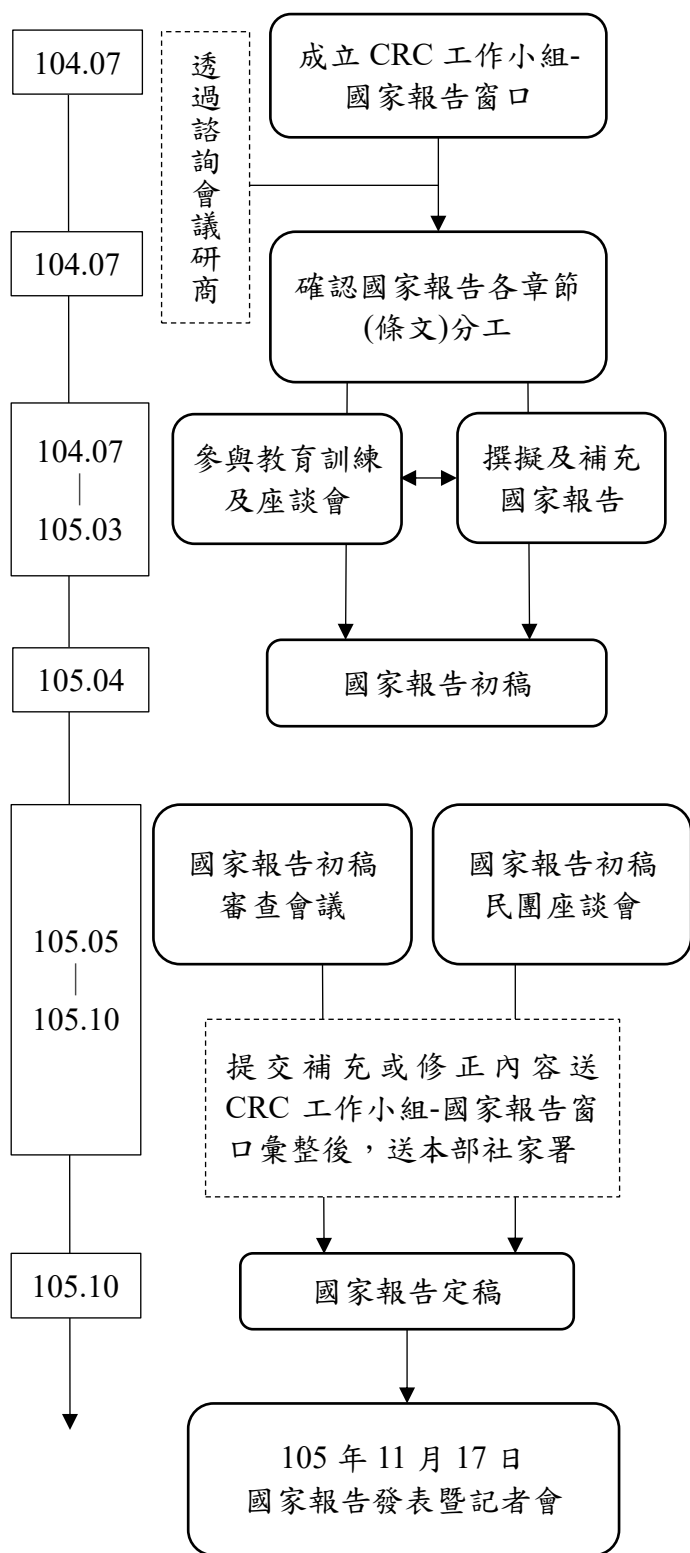 104.07
透過諮詢會議研商
成立 CRC 工作小組-
國家報告窗口
104.07
確認國家報告各章節
(條文)分工
104.07
｜
105.03
參與教育訓練
及座談會
撰擬及補充
國家報告
105.04
國家報告初稿
105.05
｜
105.10
國家報告初稿
審查會議
國家報告初稿
民團座談會
提交補充或修正內容送
CRC 工作小組-國家報告窗
口彙整後，送本部社家署
105.10
國家報告定稿
105 年 11 月 17 日
國家報告發表暨記者會